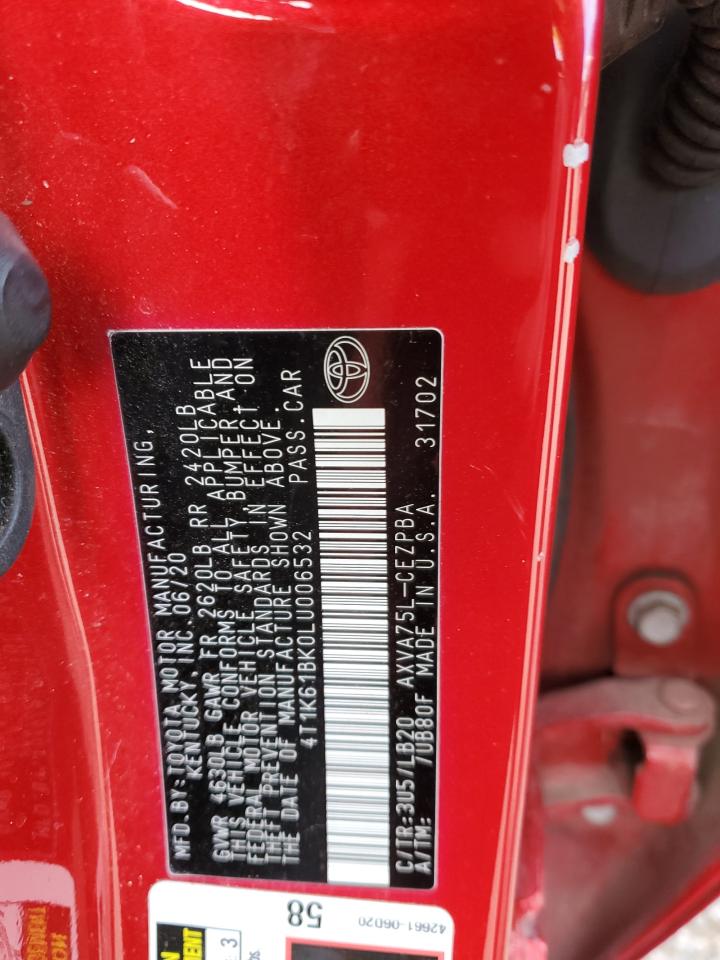 MFD.BY:TOYOTA MOTOR MANUFACTURING,
KENTUCKY, INC 06/20
GVWR 4630LB GAWR FR 2620LB RR 2420LB
THIS VEHICLE CONFORMS TO ALL APPLICABLE
FEDERAL MOTOR VEHICLE SAFETY, BUMPER AND
THEFT PREVENTION STANDARDS IN EFFECT ON
THE DATE OF MANUFACTURE SHOWN ABOVE.
4T1K61BK0LU006532 PASS.CAR
C/TR:3U5/LB20 AXVA75L-CEZPBA
A/TM: /UB80F MADE IN U.S.A. 31702
58
42661-06D20
3